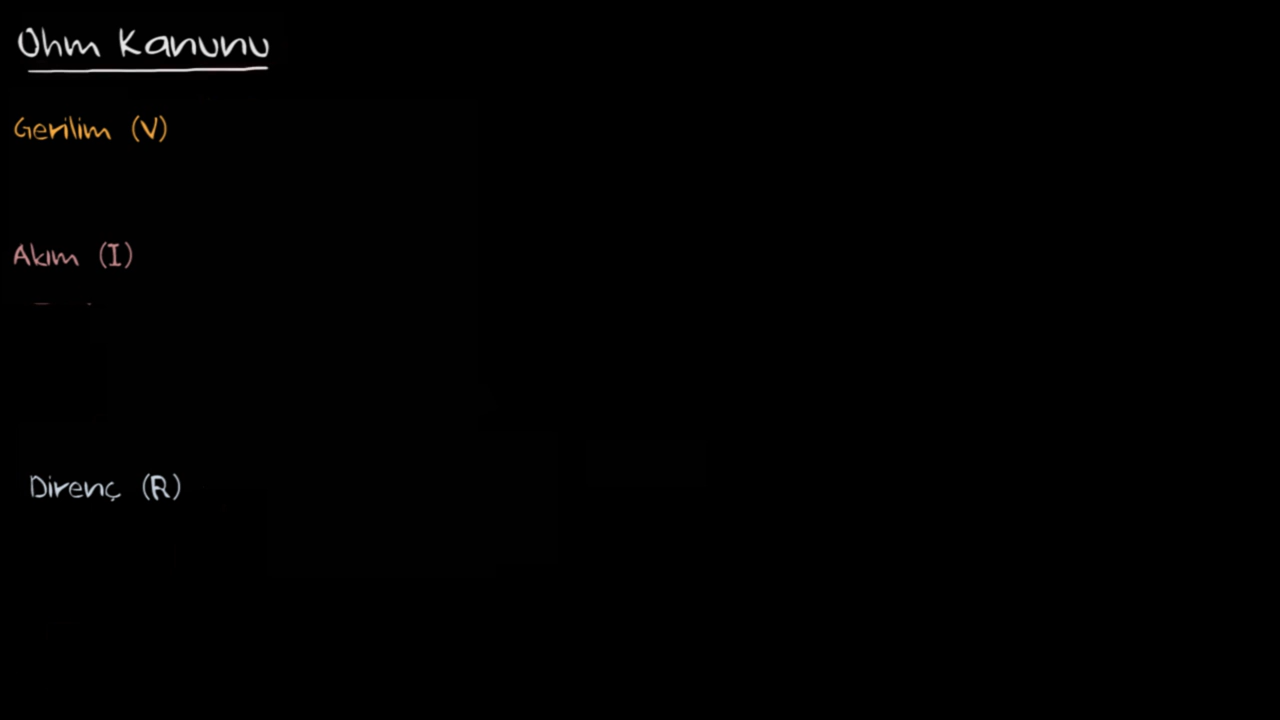 Ohm Kanunu
Gerilim (V)
Akım (I)
Direnç (R)